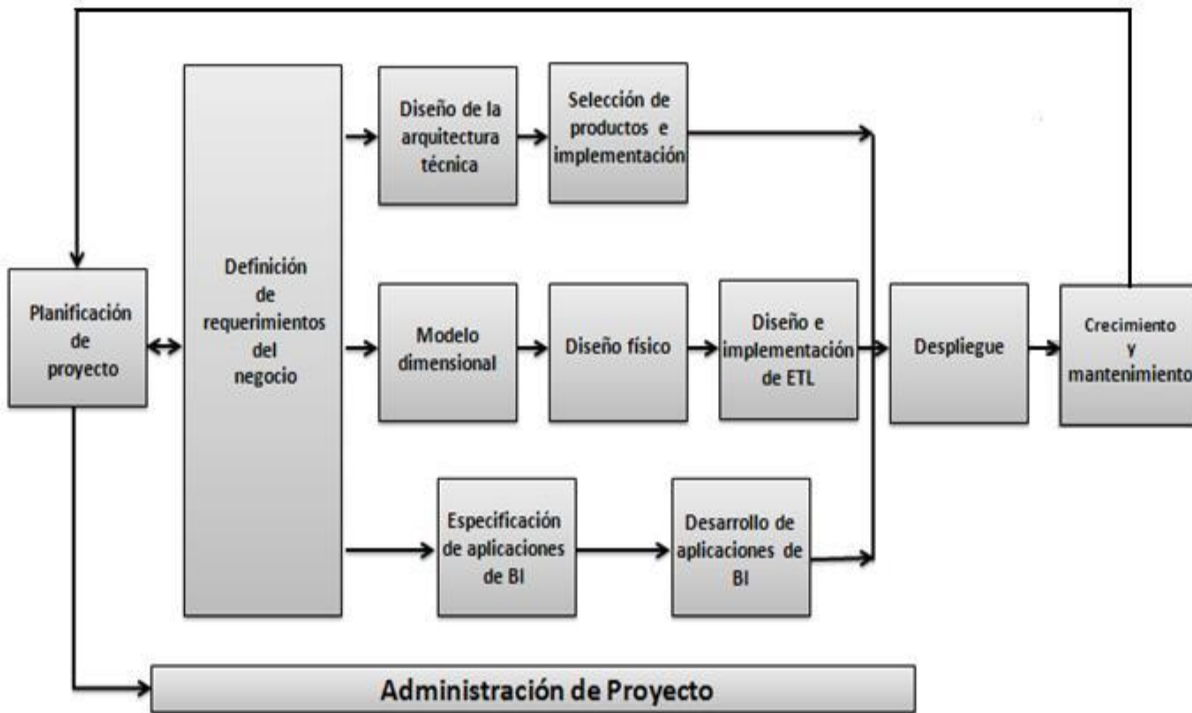 Planificación
de
proyecto
Definición
de
requerimientos
del
negocio
Diseño de la
arquitectura
técnica
Selección de
productos e
implementación
Modelo
dimensional
Diseño físico
Diseño e
implementación
de ETL
Especificación
de aplicaciones
de BI
Desarrollo de
aplicaciones de
BI
Despliegue
Crecimiento
y
mantenimiento
Administración de Proyecto